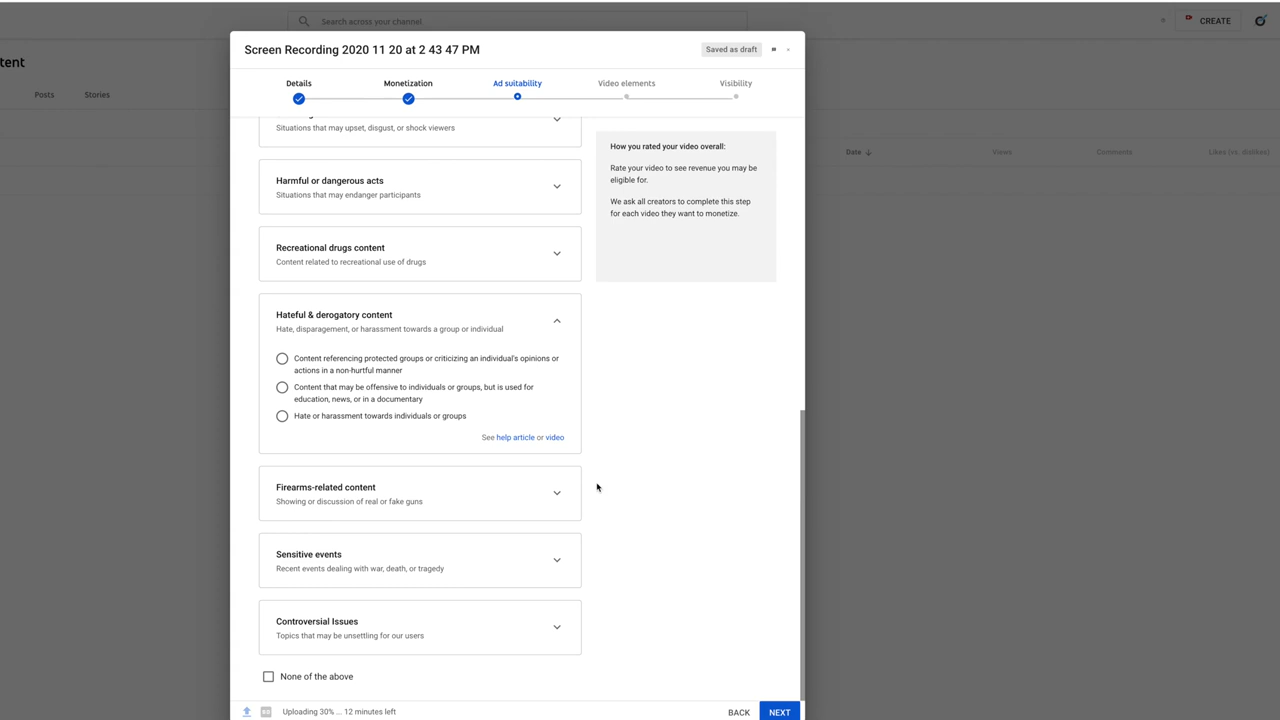 Search across your channel
CREATE
tent
Screen Recording 2020 11 20 at 2 43 47 PM
Saved as draft
Details
Monetization
Ad suitability
Video elements
Visibility
Posts
Stories
Situations that may upset, disgust, or shock viewers
How you rated your video overall:
Rate your video to see revenue you may be
eligible for.
We ask all creators to complete this step
for each video they want to monetize.
Date
Views
Comments
Likes (vs. dislikes)
Harmful or dangerous acts
Situations that may endanger participants
Recreational drugs content
Content related to recreational use of drugs
Hateful & derogatory content
Hate, disparagement, or harassment towards a group or individual
Content referencing protected groups or criticizing an individual's opinions or
actions in a non-hurtful manner
Content that may be offensive to individuals or groups, but is used for
education, news, or in a documentary
Hate or harassment towards individuals or groups
See help article or video
Firearms-related content
Showing or discussion of real or fake guns
Sensitive events
Recent events dealing with war, death, or tragedy
Controversial Issues
Topics that may be unsettling for our users
None of the above
Uploading 30% ... 12 minutes left
BACK
NEXT